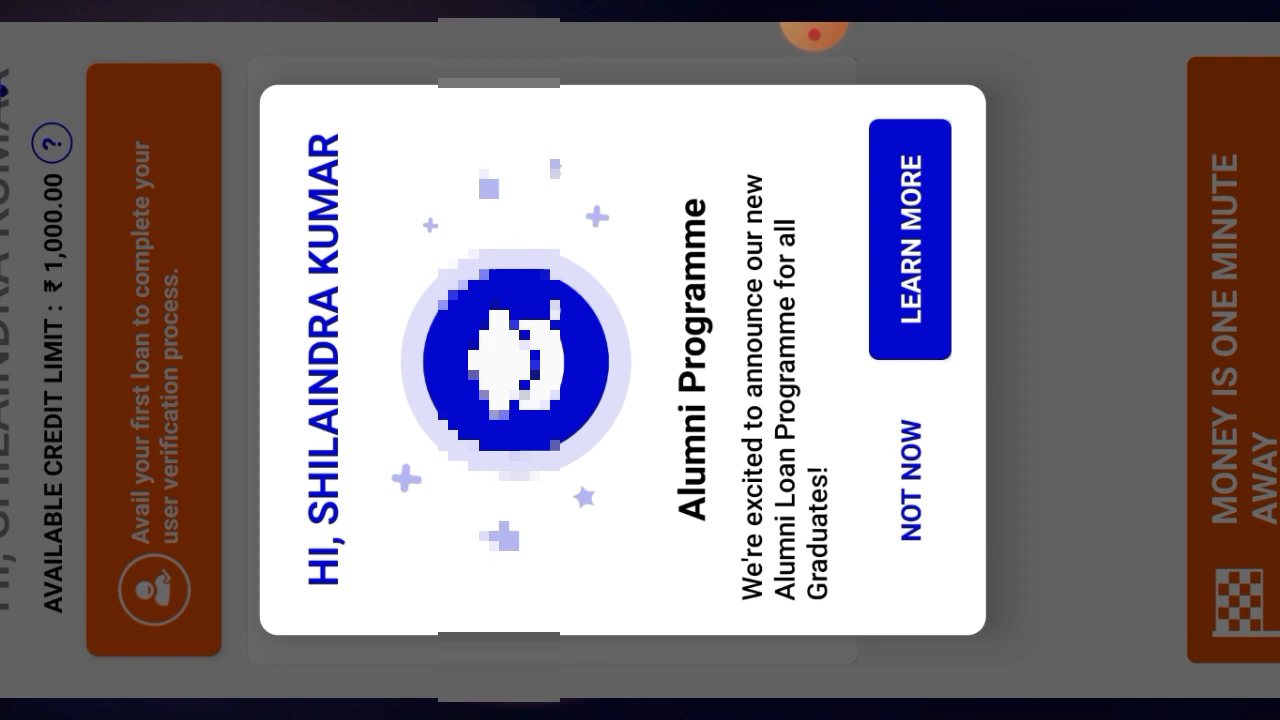 AVAILABLE CREDIT LIMIT : ₹ 1,000.00 ?
Avail your first loan to complete your
user verification process.
HI, SHILAINDRA KUMAR
Alumni Programme
We're excited to announce our new
Alumni Loan Programme for all
Graduates!
NOT NOW LEARN MORE
MONEY IS ONE MINUTE
AWAY